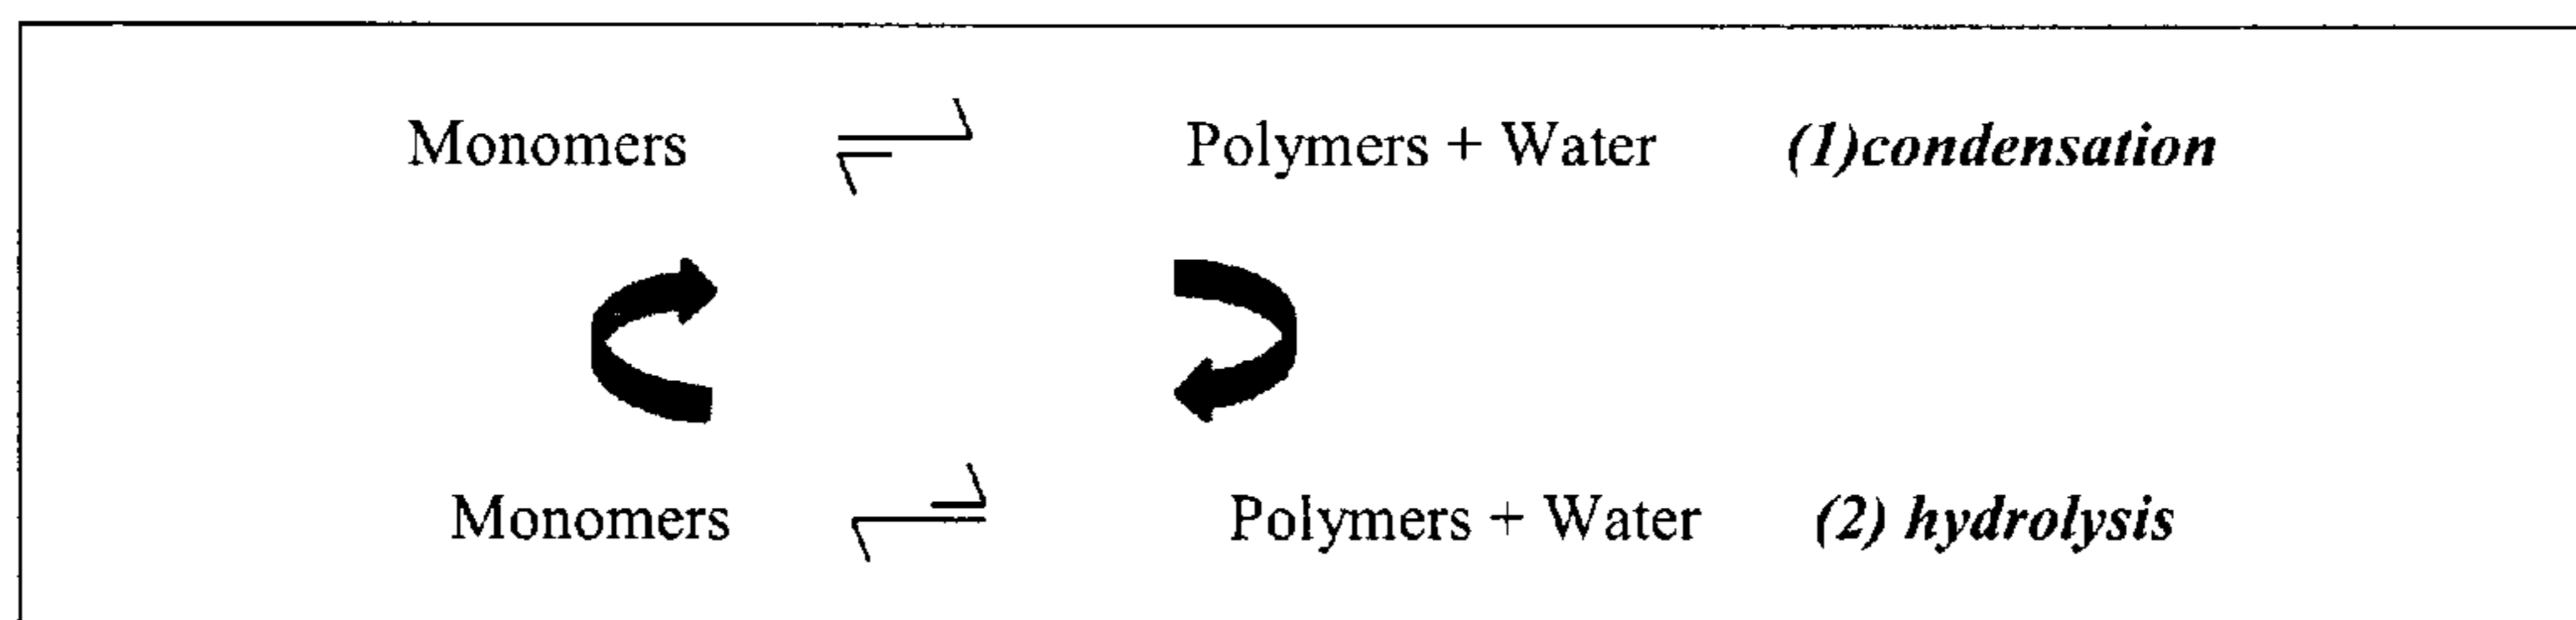 Monomers Polymers + Water (1)condensation
Monomers Polymers + Water (2) hydrolysis